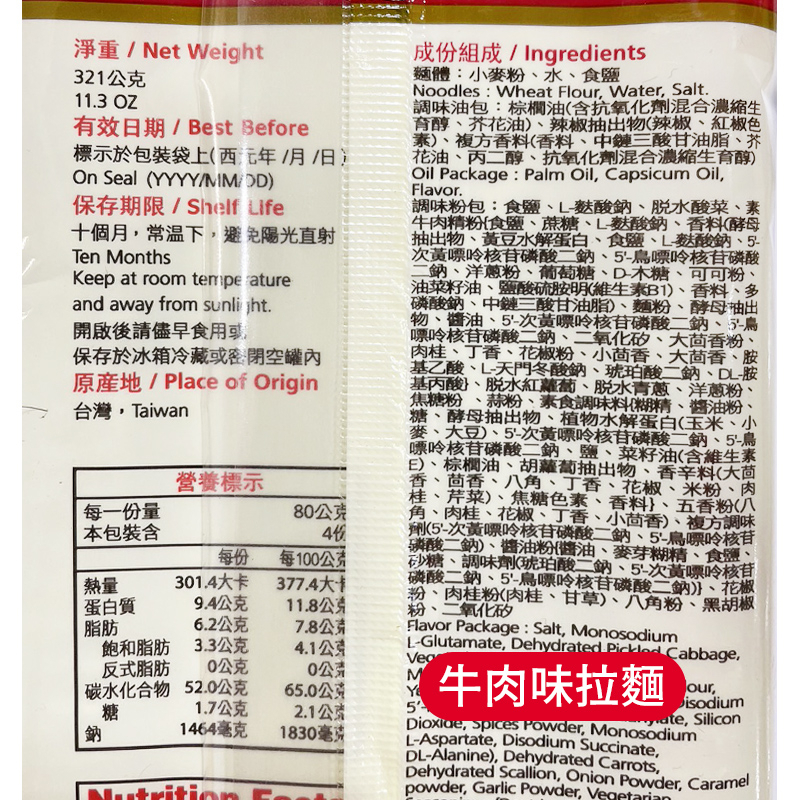 淨重 / Net Weight
321公克
11.3 OZ
有效日期 / Best Before
標示於包裝袋上(西元年 /月 /日
On Seal (YYYY/MM/DD)
保存期限 / Shelf Life
十個月，常溫下，避免陽光直射
Ten Months
Keep at room temperature
and away from sunlight.
開啟後請儘早食用或
保存於冰箱冷藏或密閉空罐內
原產地 / Place of Origin
台灣，Taiwan
營養標示
每一份量 80公克
本包裝含 4份
每份 每100公克
熱量 301.4大卡 377.4大卡
蛋白質 9.4公克 11.8公克
脂肪 6.2公克 7.8公克
飽和脂肪 3.3公克 4.1公克
反式脂肪 0公克 0公克
碳水化合物 52.0公克 65.0公克
糖 1.7公克 2.1公克
鈉 1464毫克 1830毫克
Nutrition Facts
成份組成 / Ingredients
麵體：小麥粉、水、食鹽
Noodles : Wheat Flour, Water, Salt.
調味油包：棕櫚油(含抗氧化劑混合濃縮生
育醇、芥花油)、辣椒抽出物(辣椒、紅椒色
素)、複方香料(香料、中鏈三酸甘油脂、芥
花油、丙二醇、抗氧化劑混合濃縮生育醇)
Oil Package : Palm Oil, Capsicum Oil,
Flavor.
調味粉包：食鹽、L-麩酸鈉、脫水酸菜、素
牛肉精粉{食鹽、蔗糖、L-麩酸鈉、香料(酵母
抽出物、黃豆水解蛋白、食鹽、L-麩酸鈉、5'-
次黃嘌呤核苷磷酸二鈉、5'-鳥嘌呤核苷磷酸
二鈉、洋蔥粉、葡萄糖、D-木糖、可可粉、
油菜籽油、鹽酸硫胺明(維生素B1)、香料、多
磷酸鈉、中鏈三酸甘油脂)、麵粉、酵母抽出
物、醬油、5'-次黃嘌呤核苷磷酸二鈉、5'-鳥
嘌呤核苷磷酸二鈉、二氧化矽、大茴香粉、
肉桂、丁香、花椒粉、小茴香、大茴香、胺
基乙酸、L-天門冬酸鈉、琥珀酸二鈉、DL-胺
基丙酸}、脫水紅蘿蔔、脫水青蔥、洋蔥粉、
焦糖粉、蒜粉、素食調味料{糊精、醬油粉、
糖、酵母抽出物、植物水解蛋白(玉米、小
麥、大豆)、5'-次黃嘌呤核苷磷酸二鈉、5'-鳥
嘌呤核苷磷酸二鈉、鹽、菜籽油(含維生素
E)、棕櫚油、胡蘿蔔抽出物、香辛料(大茴
香、茴香、八角、丁香、花椒、米粉、肉
桂、芹菜)、焦糖色素、香料}、五香粉(八
角、肉桂、花椒、丁香、小茴香)、複方調味
劑(5'-次黃嘌呤核苷磷酸二鈉、5'-鳥嘌呤核苷
磷酸二鈉)、醬油粉{醬油、麥芽糊精、食鹽、
砂糖、調味劑(琥珀酸二鈉、5'-次黃嘌呤核苷
磷酸二鈉、5'-鳥嘌呤核苷磷酸二鈉)}、花椒
粉、肉桂粉(肉桂、甘草)、八角粉、黑胡椒
粉、二氧化矽
Flavor Package : Salt, Monosodium
L-Glutamate, Dehydrated Pickled Cabbage,
牛肉味拉麵
Dioxide, Spices Powder, Monosodium
L-Aspartate, Disodium Succinate,
DL-Alanine), Dehydrated Carrots,
Dehydrated Scallion, Onion Powder, Caramel
powder, Garlic Powder, Vegetarian